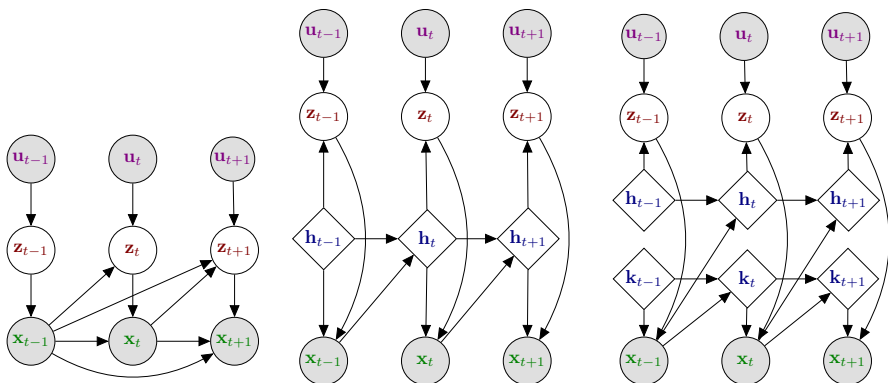 u_{t−1} u_t u_{t+1}
z_{t−1} z_t z_{t+1}
x_{t−1} x_t x_{t+1}
u_{t−1} u_t u_{t+1}
z_{t−1} z_t z_{t+1}
h_{t−1} h_t h_{t+1}
x_{t−1} x_t x_{t+1}
u_{t−1} u_t u_{t+1}
z_{t−1} z_t z_{t+1}
h_{t−1} h_t h_{t+1}
k_{t−1} k_t k_{t+1}
x_{t−1} x_t x_{t+1}